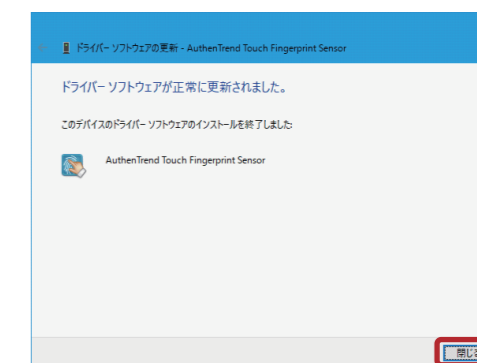 ドライバー ソフトウェアの更新 - AuthenTrend Touch Fingerprint Sensor
ドライバー ソフトウェアが正常に更新されました。
このデバイスのドライバー ソフトウェアのインストールを終了しました:
AuthenTrend Touch Fingerprint Sensor
閉じる